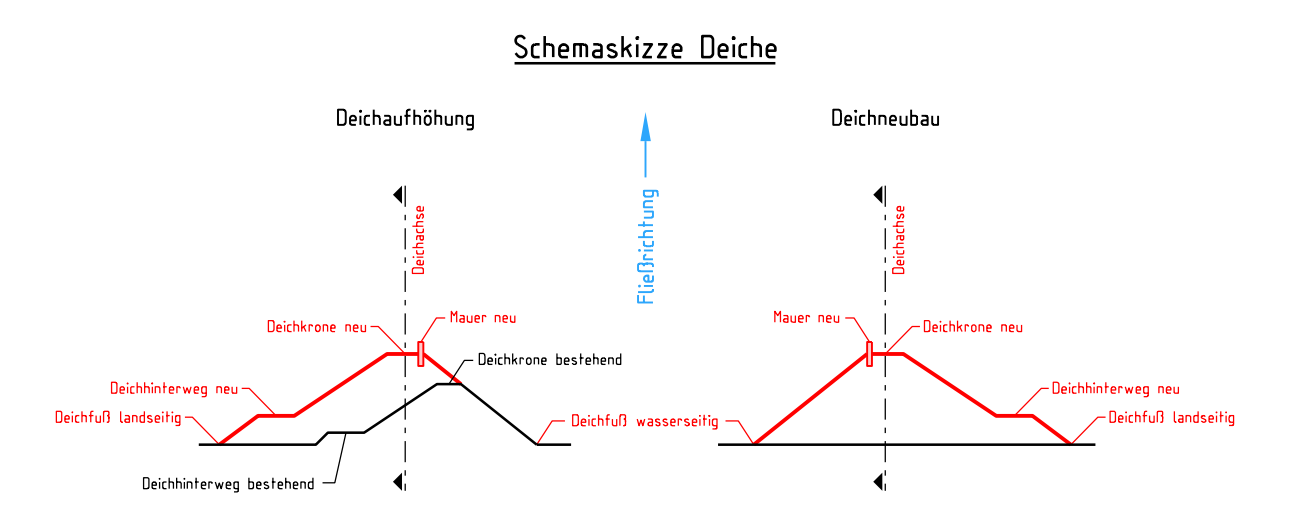 Schemaskizze Deiche
Deichaufhöhung
Deichneubau
Fließrichtung
Deichachse
Deichachse
Mauer neu
Deichkrone neu
Deichkrone bestehend
Deichhinterweg neu
Deichfuß landseitig
Deichhinterweg bestehend
Deichfuß wasserseitig
Mauer neu
Deichkrone neu
Deichhinterweg neu
Deichfuß landseitig